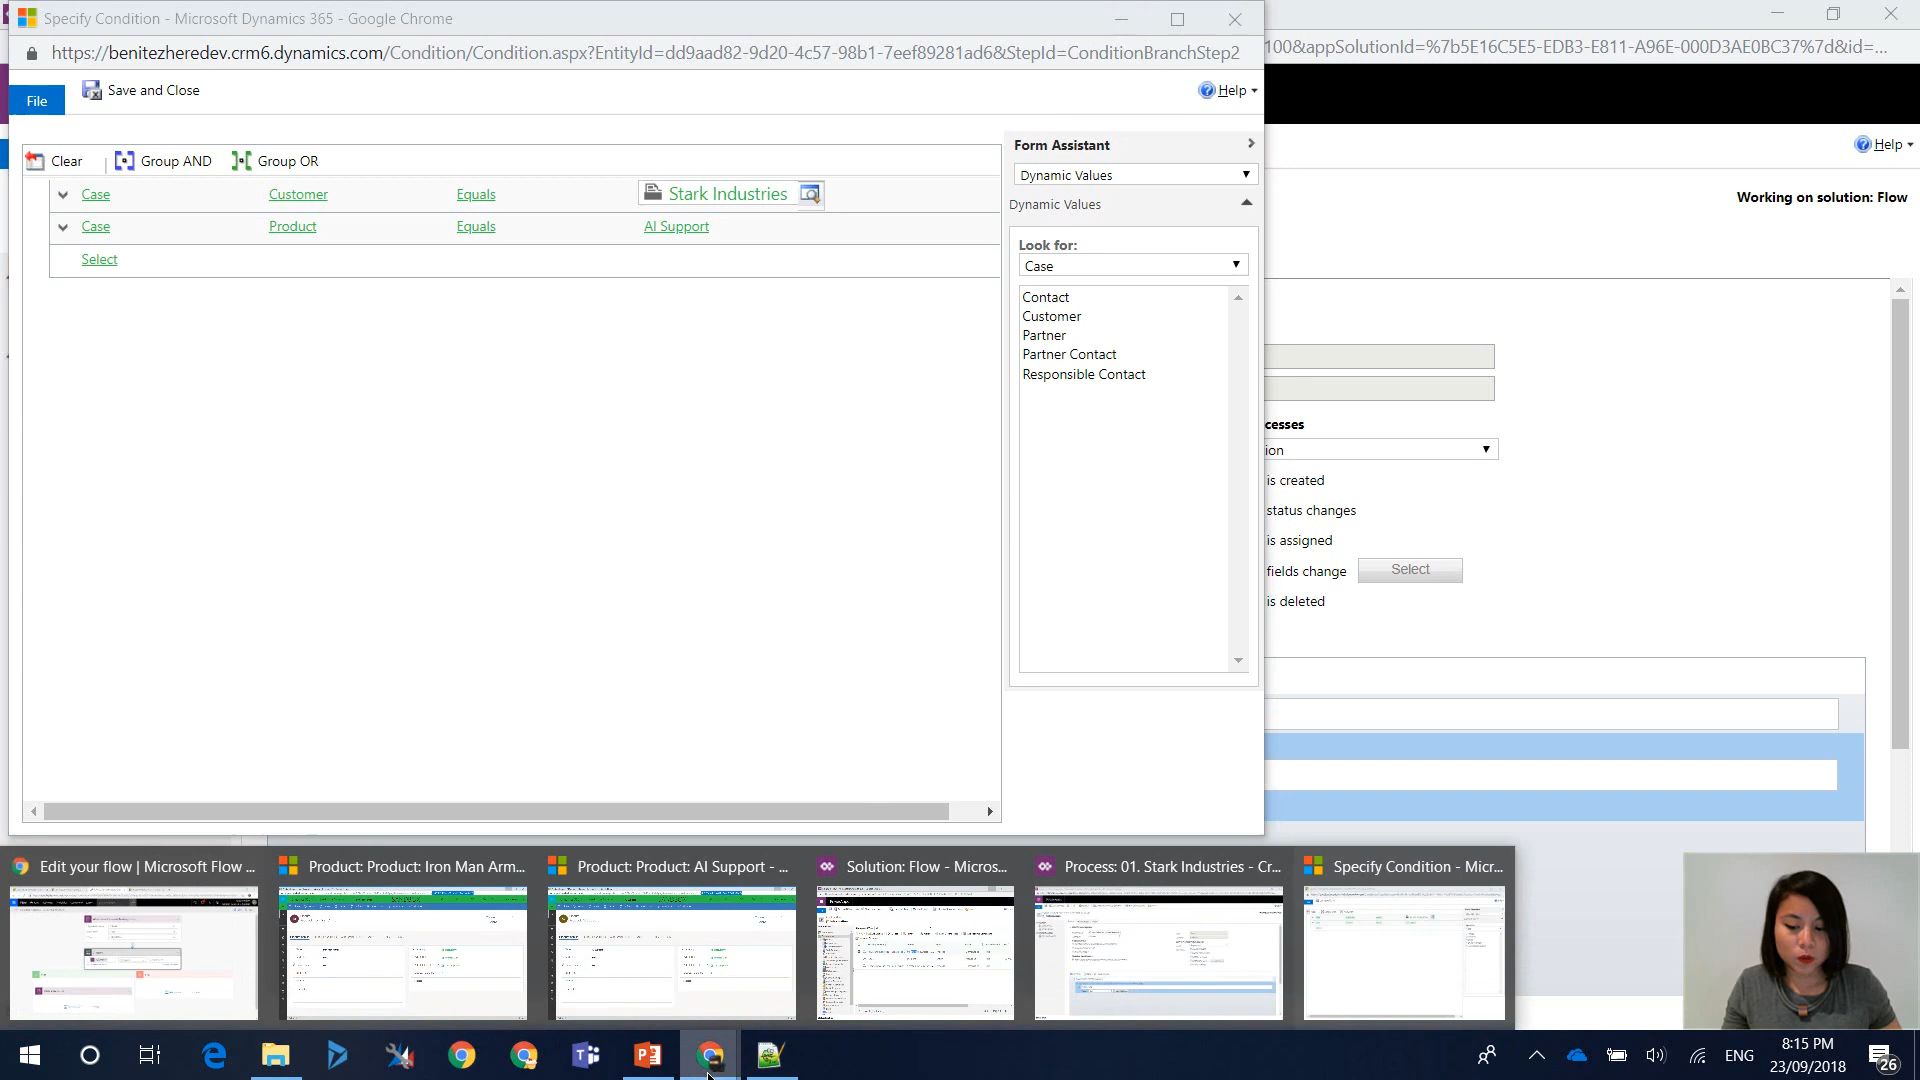 Specify Condition - Microsoft Dynamics 365 - Google Chrome
https://benitezheredev.crm6.dynamics.com/Condition/Condition.aspx?EntityId=dd9aad82-9d20-4c57-98b1-7eef89281ad6&StepId=ConditionBranchStep2
100&appSolutionId=%7b5E16C5E5-EDB3-E811-A96E-000D3AE0BC37%7d&id=...
File
Save and Close
Help
Help
Working on solution: Flow
Clear
Group AND
Group OR
Case Customer Equals Stark Industries
Case Product Equals AI Support
Select
Form Assistant
Dynamic Values
Dynamic Values
Look for:
Case
Contact
Customer
Partner
Partner Contact
Responsible Contact
cesses
ion
is created
status changes
is assigned
fields change
Select
is deleted
Edit your flow | Microsoft Flow ...
Product: Product: Iron Man Arm...
Product: Product: AI Support - ...
Solution: Flow - Micros...
Process: 01. Stark Industries - Cr...
Specify Condition - Micr...
ENG
8:15 PM
23/09/2018
26